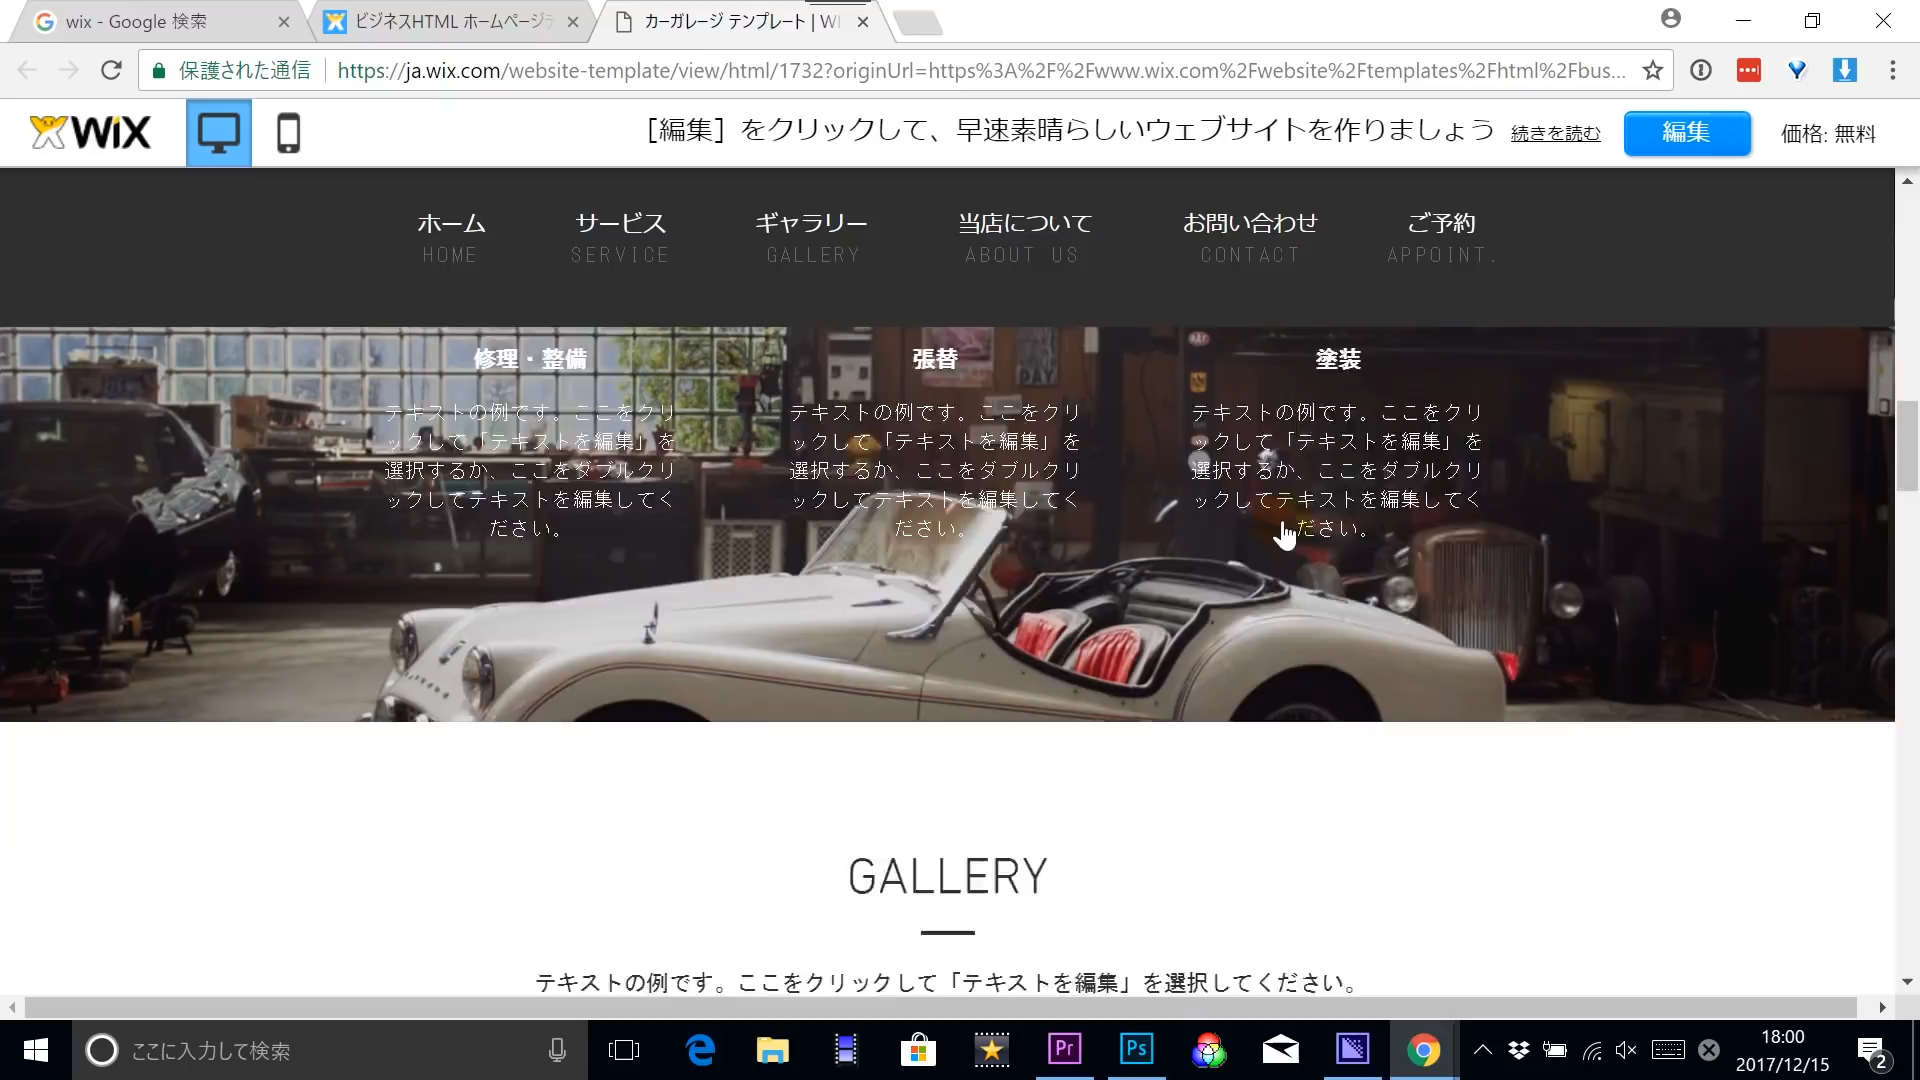 wix - Google 検索
ビジネスHTML ホームページテ
カーガレージ テンプレート | WI
保護された通信
https://ja.wix.com/website-template/view/html/1732?originUrl=https%3A%2F%2Fwww.wix.com%2Fwebsite%2Ftemplates%2Fhtml%2Fbus...
WiX
［編集］をクリックして、早速素晴らしいウェブサイトを作りましょう
続きを読む
編集
価格: 無料
ホーム サービス ギャラリー 当店について お問い合わせ ご予約
HOME SERVICE GALLERY ABOUT US CONTACT APPOINT.
修理・整備
テキストの例です。ここをクリ
ックして「テキストを編集」を
選択するか、ここをダブルクリ
ックしてテキストを編集してく
ださい。
張替
テキストの例です。ここをクリ
ックして「テキストを編集」を
選択するか、ここをダブルクリ
ックしてテキストを編集してく
ださい。
塗装
テキストの例です。ここをクリ
ックして「テキストを編集」を
選択するか、ここをダブルクリ
ックしてテキストを編集してく
ださい。
GALLERY
テキストの例です。ここをクリックして「テキストを編集」を選択してください。
ここに入力して検索
Pr
Ps
18:00
2017/12/15
2